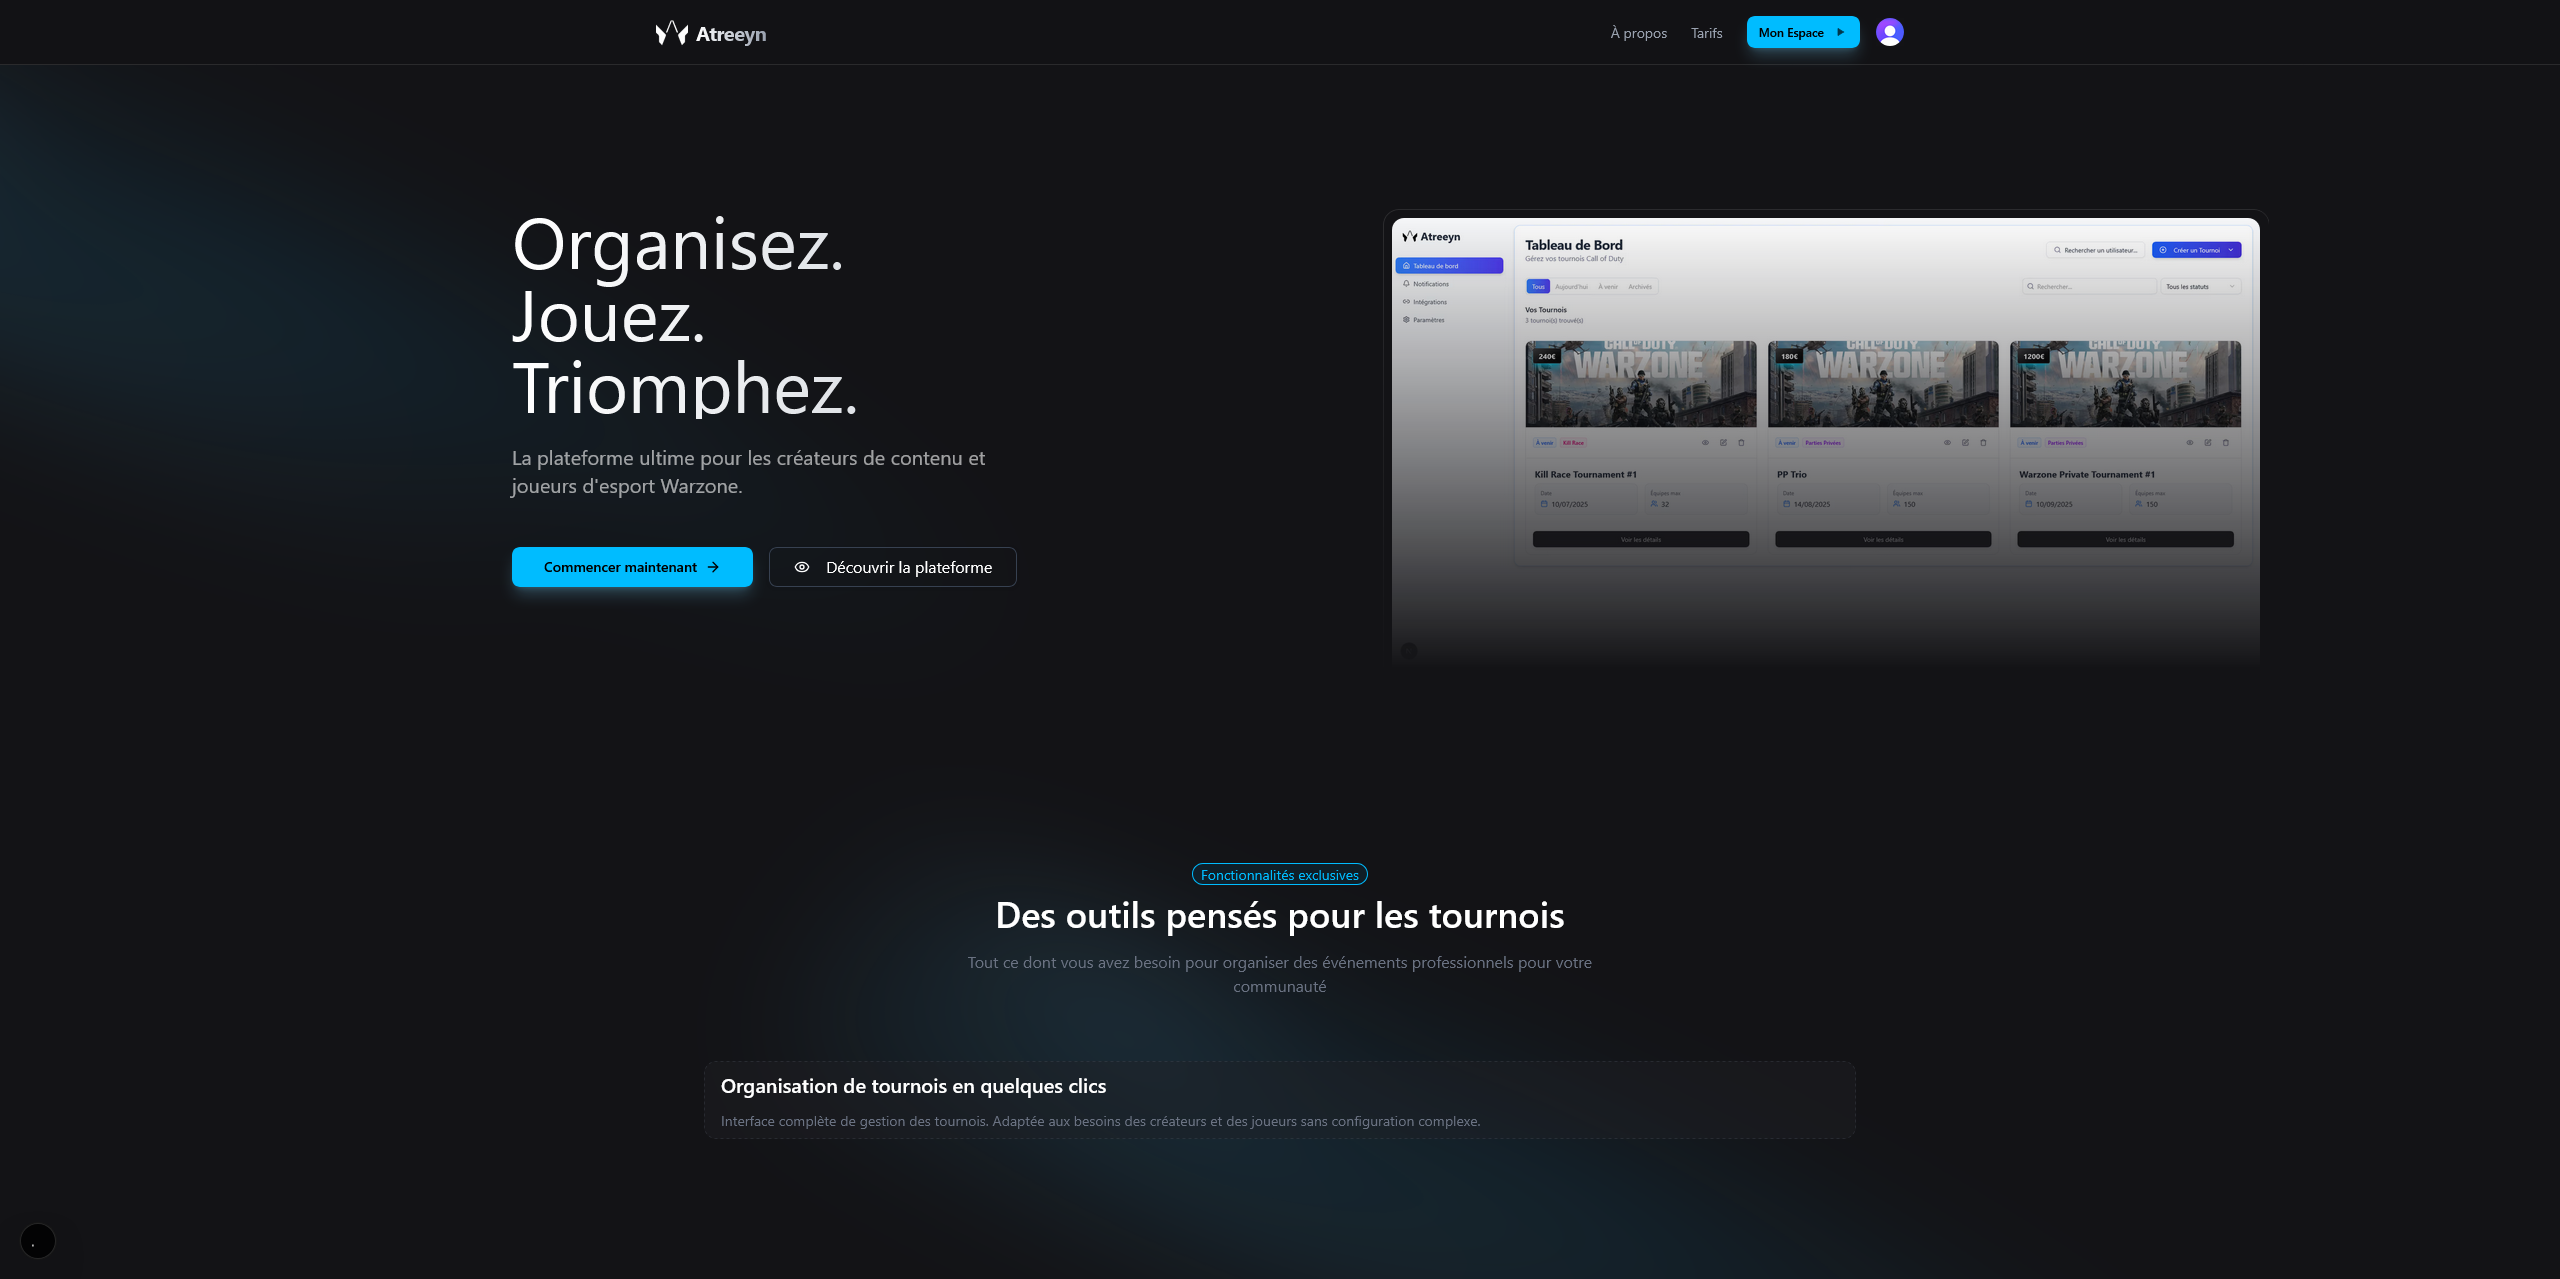 Atreeyn
À propos
Tarifs
Mon Espace
Organisez.
Jouez.
Triomphez.
La plateforme ultime pour les créateurs de contenu et
joueurs d'esport Warzone.
Commencer maintenant
Découvrir la plateforme
Atreeyn
Tableau de bord
Notifications
Intégrations
Paramètres
Tableau de Bord
Gérez vos tournois Call of Duty
Rechercher un utilisateur...
Créer un Tournoi
Tous
Aujourd'hui
À venir
Archivés
Rechercher...
Tous les statuts
Vos Tournois
3 tournoi(s) trouvé(s)
240€
CALL OF DUTY
WARZONE
À venir
Kill Race
Kill Race Tournament #1
Date
10/07/2025
Équipes max
32
Voir les détails
180€
CALL OF DUTY
WARZONE
À venir
Parties Privées
PP Trio
Date
14/08/2025
Équipes max
150
Voir les détails
1200€
CALL OF DUTY
WARZONE
À venir
Parties Privées
Warzone Private Tournament #1
Date
10/09/2025
Équipes max
150
Voir les détails
Fonctionnalités exclusives
Des outils pensés pour les tournois
Tout ce dont vous avez besoin pour organiser des événements professionnels pour votre
communauté
Organisation de tournois en quelques clics
Interface complète de gestion des tournois. Adaptée aux besoins des créateurs et des joueurs sans configuration complexe.